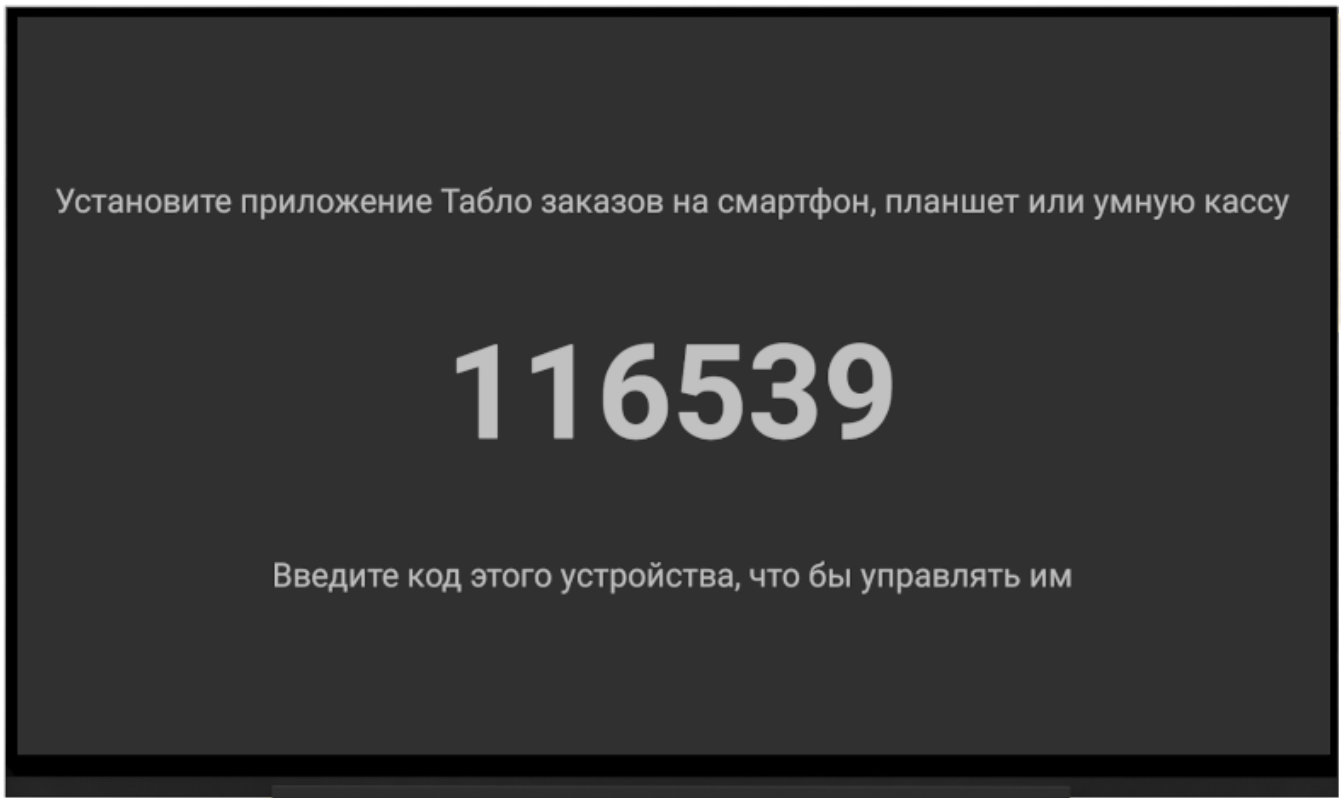 Установите приложение Табло заказов на смартфон, планшет или умную кассу
116539
Введите код этого устройства, что бы управлять им